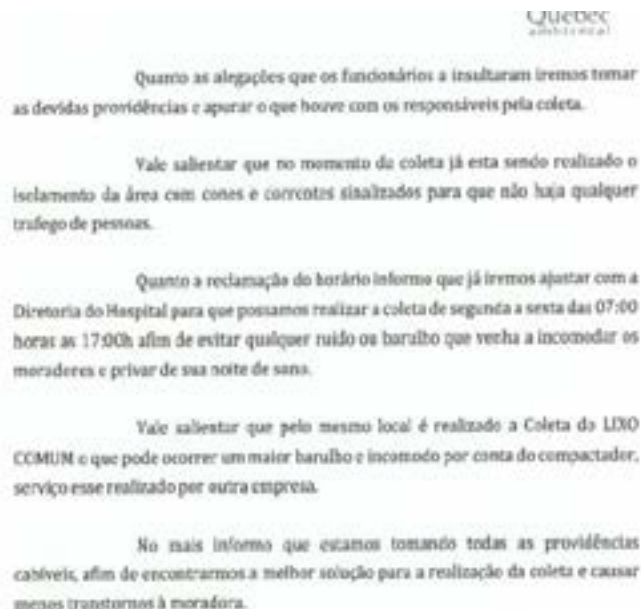 Quebec
ambiental
Quanto as alegações que os funcionários a insultaram iremos tomar
as devidas providências e apurar o que houve com os responsáveis pela coleta.
Vale salientar que no momento da coleta já esta sendo realizado o
isolamento da área com cones e correntes sinalizados para que não haja qualquer
trafego de pessoas.
Quanto a reclamação do horário informo que já iremos ajustar com a
Diretoria do Hospital para que possamos realizar a coleta de segunda a sexta das 07:00
horas as 17:00h afim de evitar qualquer ruido ou barulho que venha a incomodar os
moradores e privar de sua noite de sono.
Vale salientar que pelo mesmo local é realizado a Coleta do LIXO
COMUM o que pode ocorrer um maior barulho e incomodo por conta do compactador,
serviço esse realizado por outra empresa.
No mais informo que estamos tomando todas as providências
cabíveis, afim de encontrarmos a melhor solução para a realização da coleta e causar
menos transtornos à moradora.